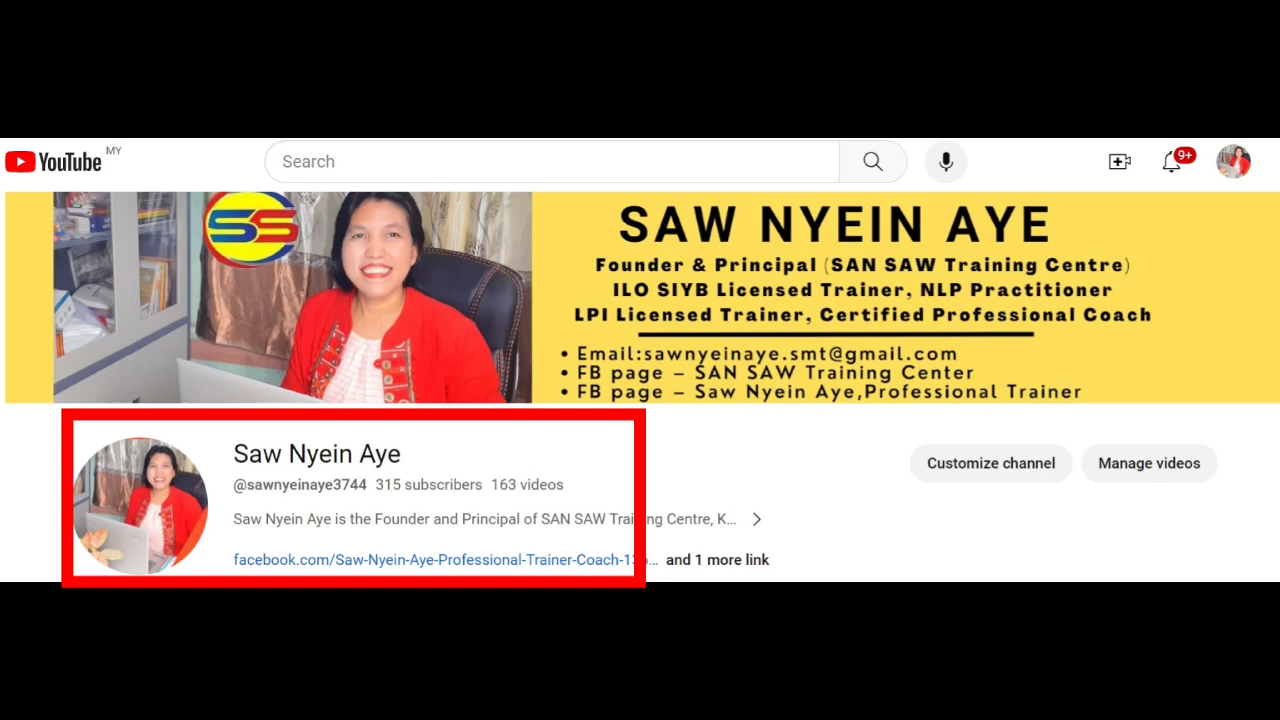 YouTube MY
Search
9+
SS
SAW NYEIN AYE
Founder & Principal (SAN SAW Training Centre)
ILO SIYB Licensed Trainer, NLP Practitioner
LPI Licensed Trainer, Certified Professional Coach
• Email:sawnyeinaye.smt@gmail.com
• FB page – SAN SAW Training Center
• FB page – Saw Nyein Aye,Professional Trainer
Saw Nyein Aye
@sawnyeinaye3744 315 subscribers 163 videos
Customize channel
Manage videos
Saw Nyein Aye is the Founder and Principal of SAN SAW Training Centre, K...
facebook.com/Saw-Nyein-Aye-Professional-Trainer-Coach-... and 1 more link